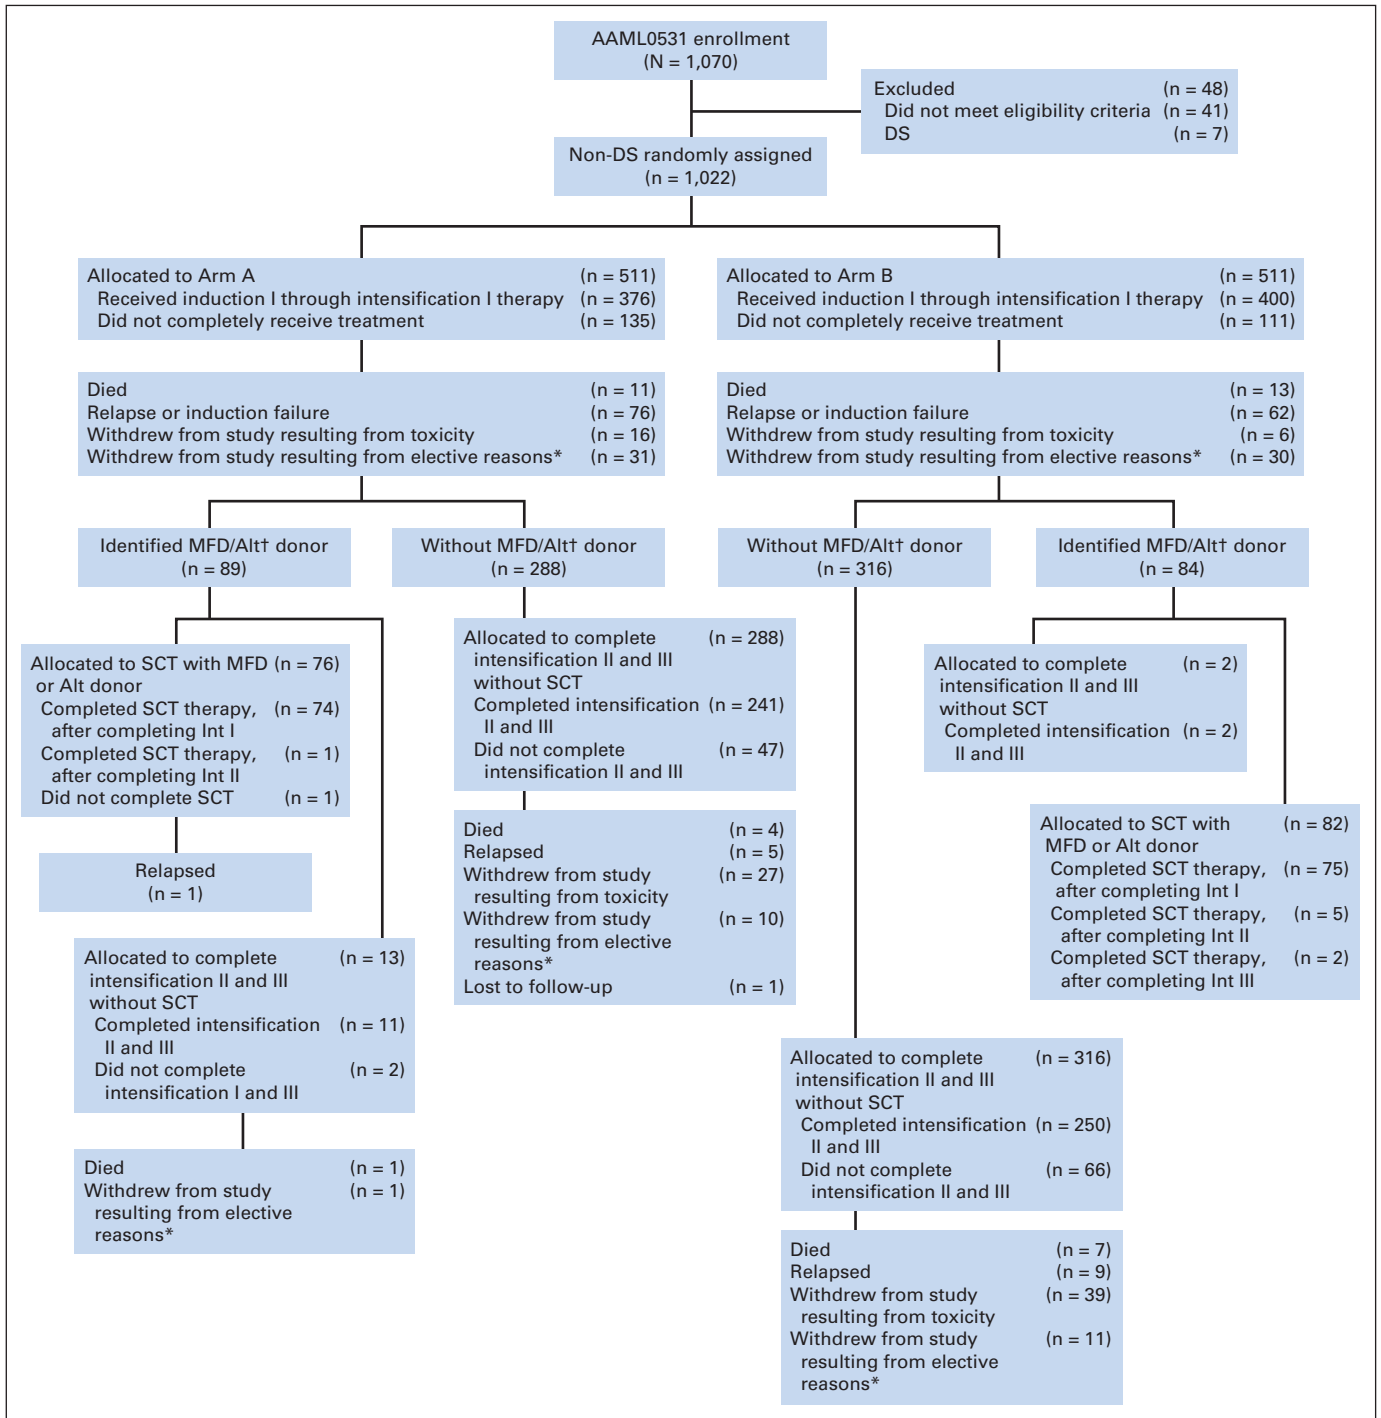 AAML0531 enrollment
(N = 1,070)
Excluded (n = 48)
Did not meet eligibility criteria (n = 41)
DS (n = 7)
Non-DS randomly assigned
(n = 1,022)
Allocated to Arm A (n = 511)
Received induction I through intensification I therapy (n = 376)
Did not completely receive treatment (n = 135)
Allocated to Arm B (n = 511)
Received induction I through intensification I therapy (n = 400)
Did not completely receive treatment (n = 111)
Died (n = 11)
Relapse or induction failure (n = 76)
Withdrew from study resulting from toxicity (n = 16)
Withdrew from study resulting from elective reasons* (n = 31)
Died (n = 13)
Relapse or induction failure (n = 62)
Withdrew from study resulting from toxicity (n = 6)
Withdrew from study resulting from elective reasons* (n = 30)
Identified MFD/Alt† donor
(n = 89)
Without MFD/Alt† donor
(n = 288)
Without MFD/Alt† donor
(n = 316)
Identified MFD/Alt† donor
(n = 84)
Allocated to SCT with MFD (n = 76)
or Alt donor
Completed SCT therapy, (n = 74)
after completing Int I
Completed SCT therapy, (n = 1)
after completing Int II
Did not complete SCT (n = 1)
Relapsed
(n = 1)
Allocated to complete (n = 13)
intensification II and III
without SCT
Completed intensification (n = 11)
II and III
Did not complete (n = 2)
intensification I and III
Died (n = 1)
Withdrew from study (n = 1)
resulting from elective
reasons*
Allocated to complete (n = 288)
intensification II and III
without SCT
Completed intensification (n = 241)
II and III
Did not complete (n = 47)
intensification II and III
Died (n = 4)
Relapsed (n = 5)
Withdrew from study (n = 27)
resulting from toxicity
Withdrew from study (n = 10)
resulting from elective
reasons*
Lost to follow-up (n = 1)
Allocated to complete (n = 316)
intensification II and III
without SCT
Completed intensification (n = 250)
II and III
Did not complete (n = 66)
intensification II and III
Died (n = 7)
Relapsed (n = 9)
Withdrew from study (n = 39)
resulting from toxicity
Withdrew from study (n = 11)
resulting from elective
reasons*
Allocated to complete (n = 2)
intensification II and III
without SCT
Completed intensification (n = 2)
II and III
Allocated to SCT with (n = 82)
MFD or Alt donor
Completed SCT therapy, (n = 75)
after completing Int I
Completed SCT therapy, (n = 5)
after completing Int II
Completed SCT therapy, (n = 2)
after completing Int III